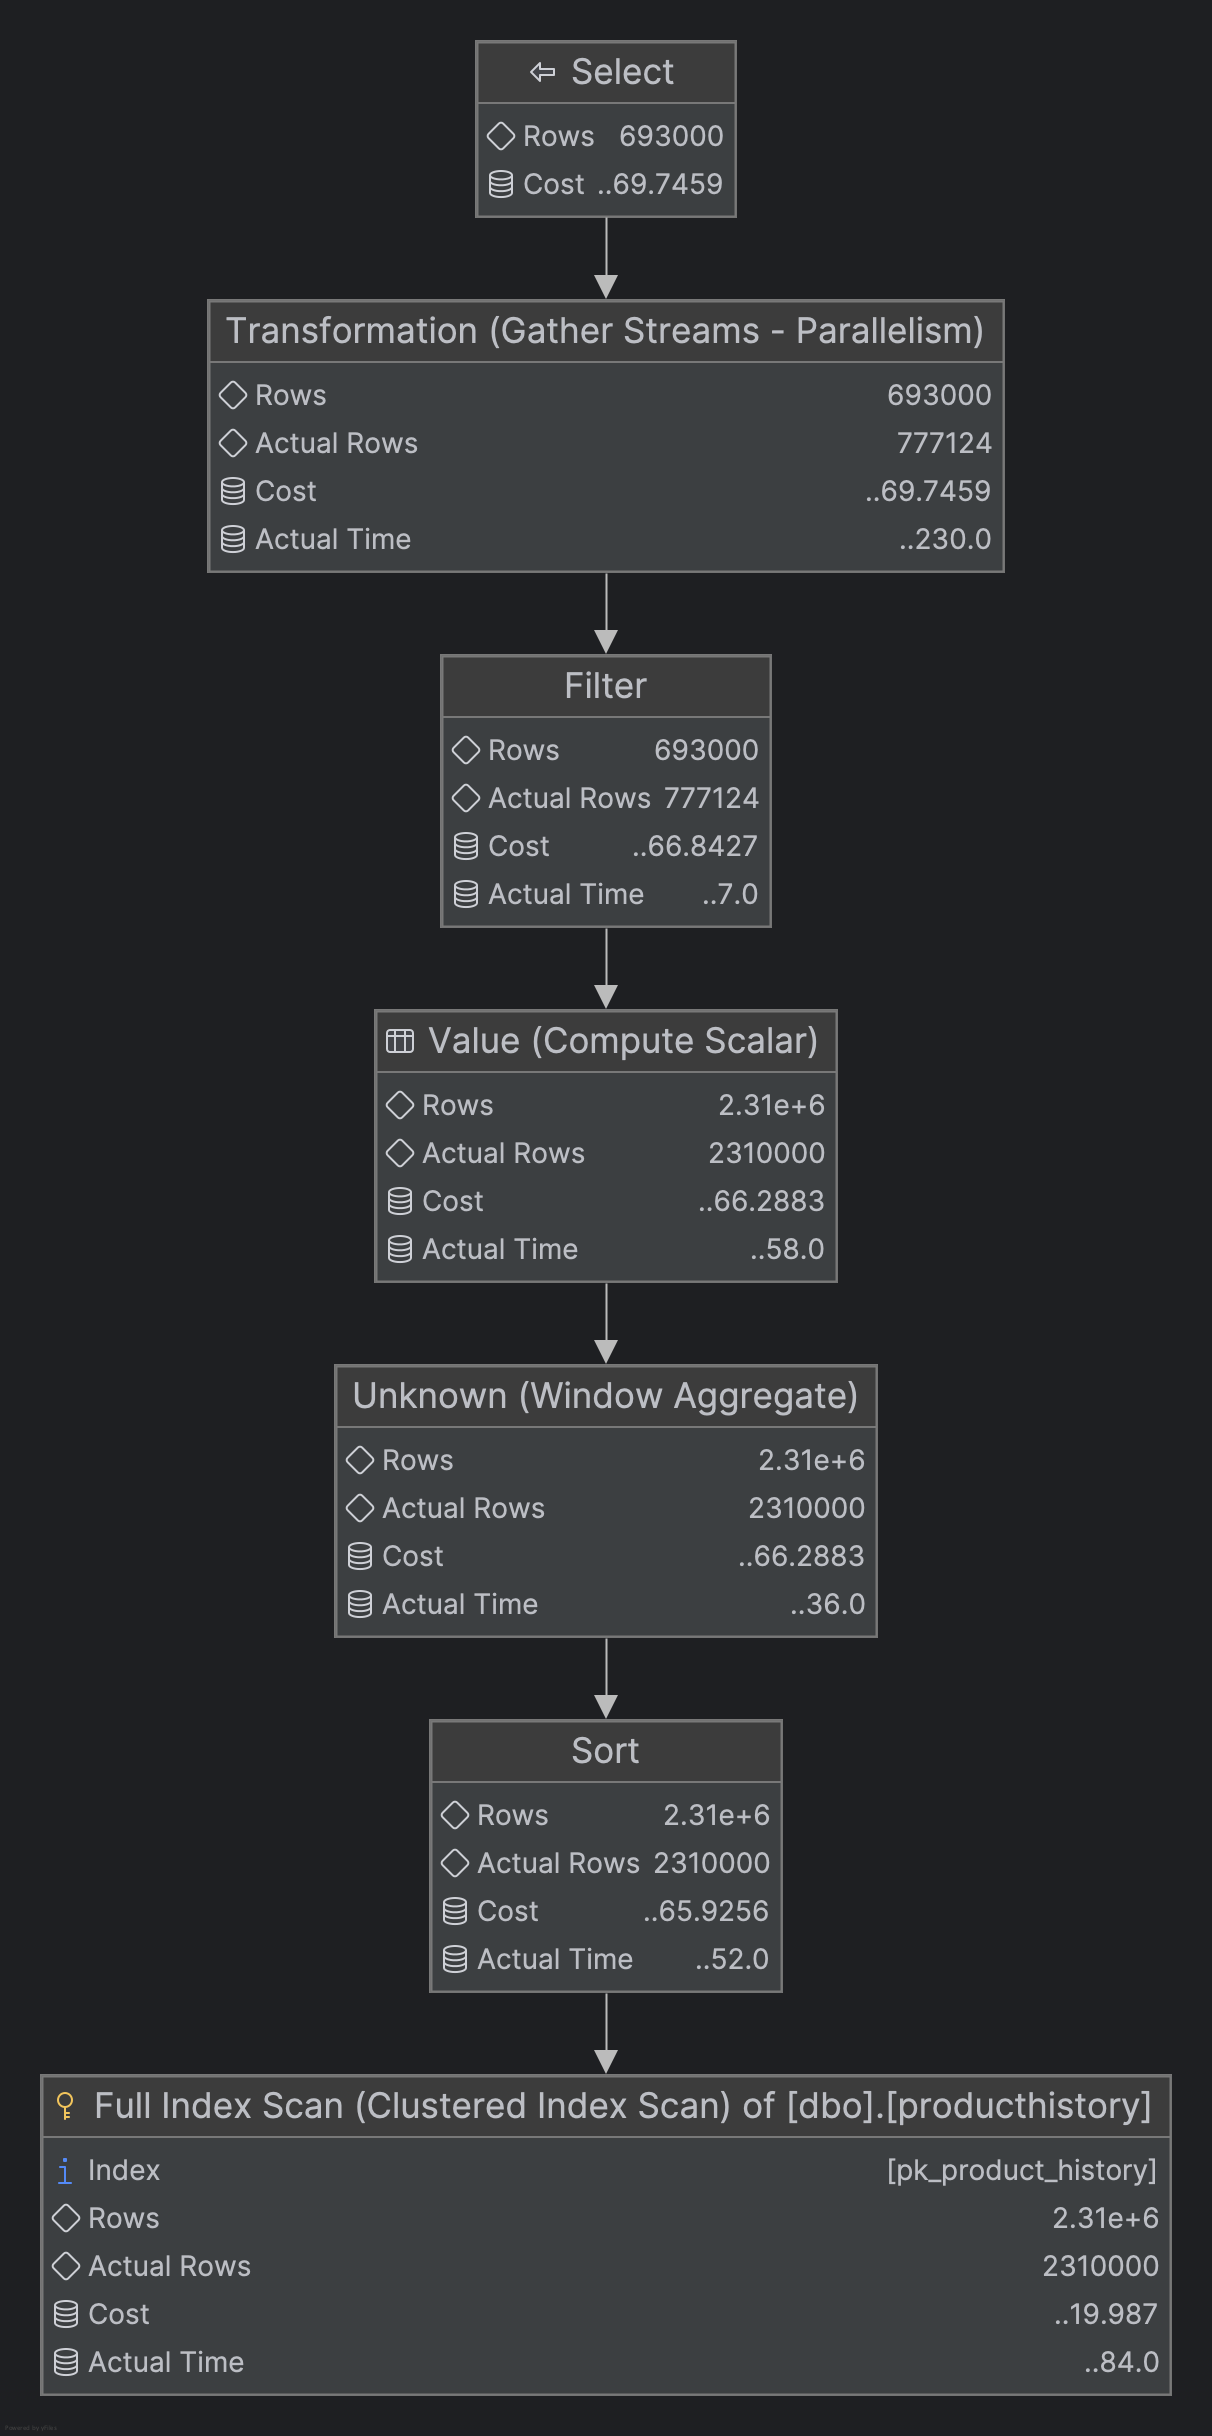 Select
Rows 693000
Cost ..69.7459
Transformation (Gather Streams - Parallelism)
Rows 693000
Actual Rows 777124
Cost ..69.7459
Actual Time ..230.0
Filter
Rows 693000
Actual Rows 777124
Cost ..66.8427
Actual Time ..7.0
Value (Compute Scalar)
Rows 2.31e+6
Actual Rows 2310000
Cost ..66.2883
Actual Time ..58.0
Unknown (Window Aggregate)
Rows 2.31e+6
Actual Rows 2310000
Cost ..66.2883
Actual Time ..36.0
Sort
Rows 2.31e+6
Actual Rows 2310000
Cost ..65.9256
Actual Time ..52.0
Full Index Scan (Clustered Index Scan) of [dbo].[producthistory]
Index [pk_product_history]
Rows 2.31e+6
Actual Rows 2310000
Cost ..19.987
Actual Time ..84.0
Powered by yFiles